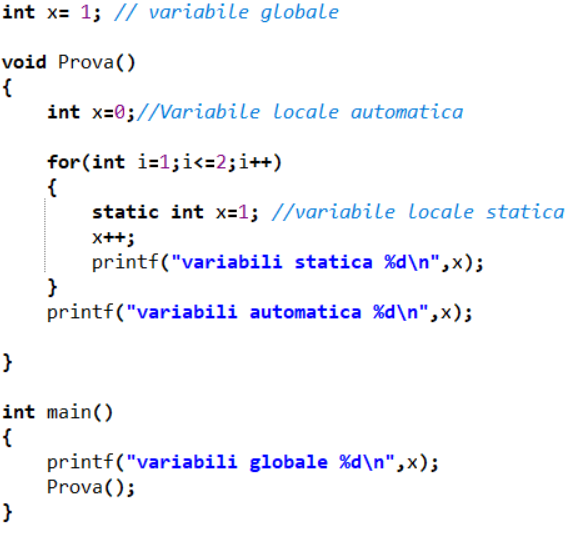 int x= 1; // variabile globale
void Prova()
{
int x=0;//Variabile locale automatica
for(int i=1;i<=2;i++)
{
static int x=1; //variabile locale statica
x++;
printf("variabili statica %d\n",x);
}
printf("variabili automatica %d\n",x);
}
int main()
{
printf("variabili globale %d\n",x);
Prova();
}